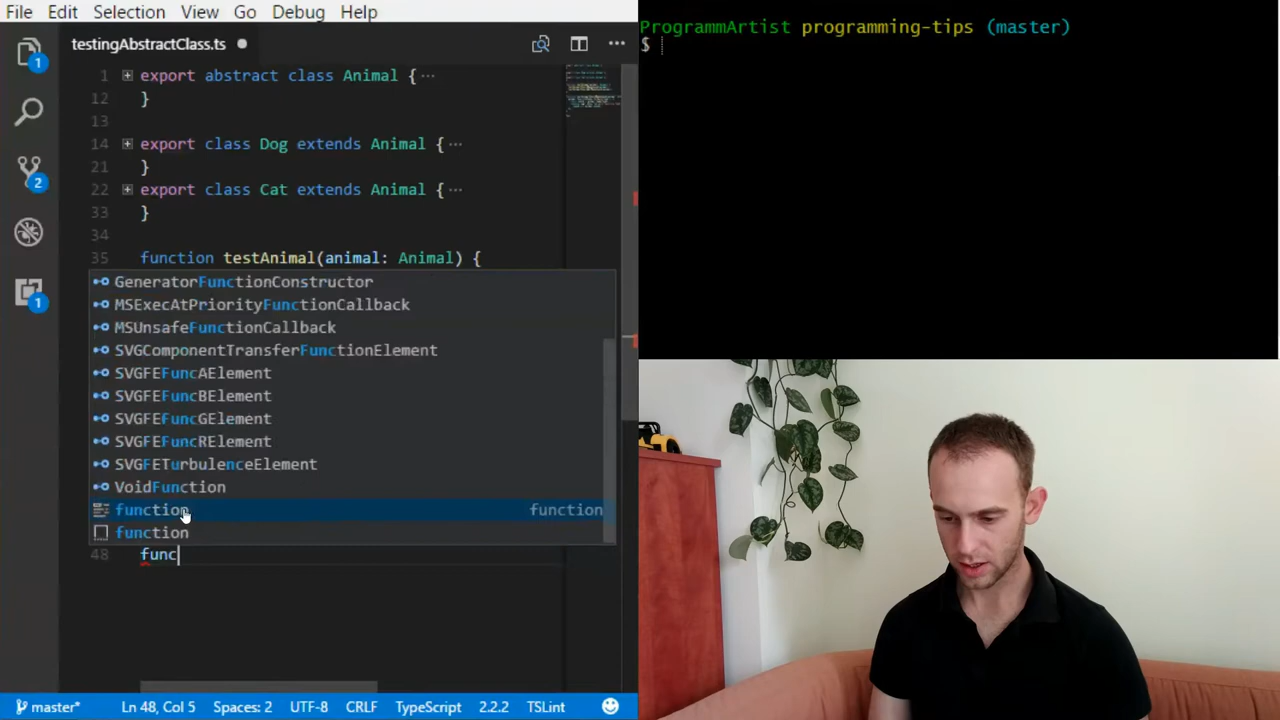 File Edit Selection View Go Debug Help
testingAbstractClass.ts
1 export abstract class Animal {
12 }
13
14 export class Dog extends Animal {
21 }
22 export class Cat extends Animal {
33 }
34
35 function testAnimal(animal: Animal) {
GeneratorFunctionConstructor
MSExecAtPriorityFunctionCallback
MSUnsafeFunctionCallback
SVGComponentTransferFunctionElement
SVGFEFuncAElement
SVGFEFuncBElement
SVGFEFuncGElement
SVGFEFuncRElement
SVGFETurbulenceElement
VoidFunction
function function
function
48 func
1
2
1
master* Ln 48, Col 5 Spaces: 2 UTF-8 CRLF TypeScript 2.2.2 TSLint
ProgrammArtist programming-tips (master)
$